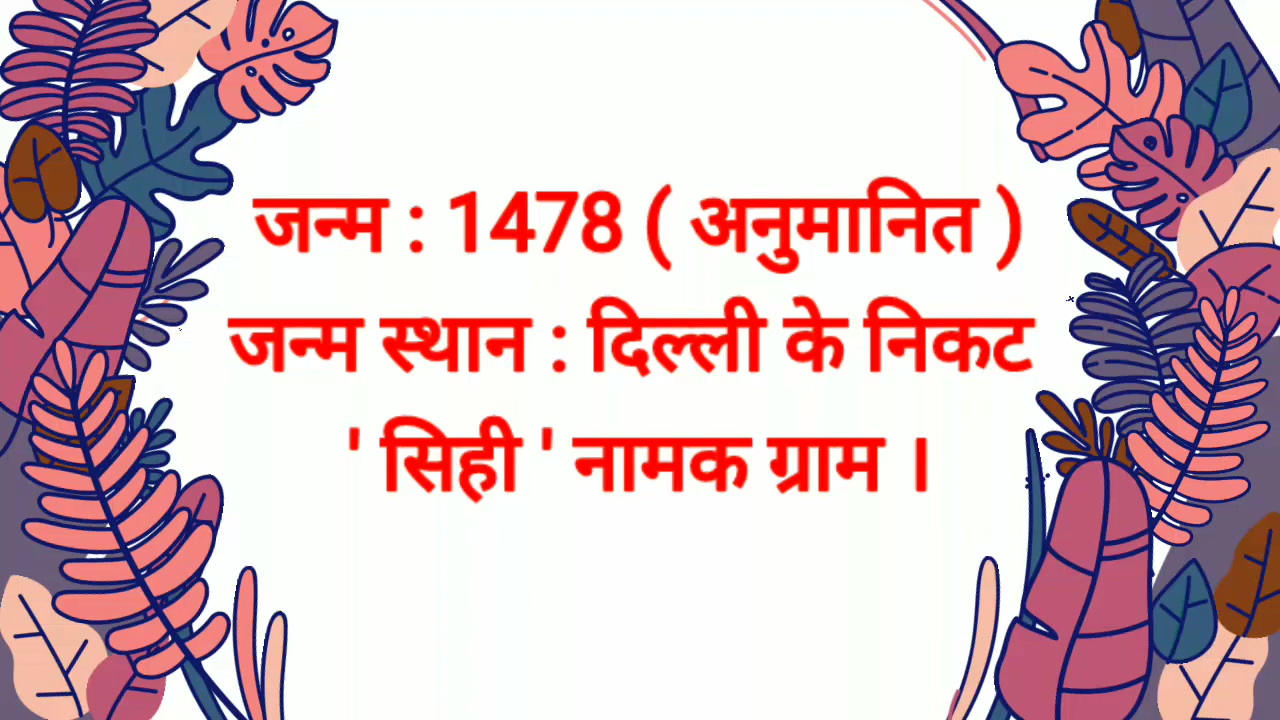 जन्म : 1478 ( अनुमानित )
जन्म स्थान : दिल्ली के निकट
' सिही ' नामक ग्राम ।